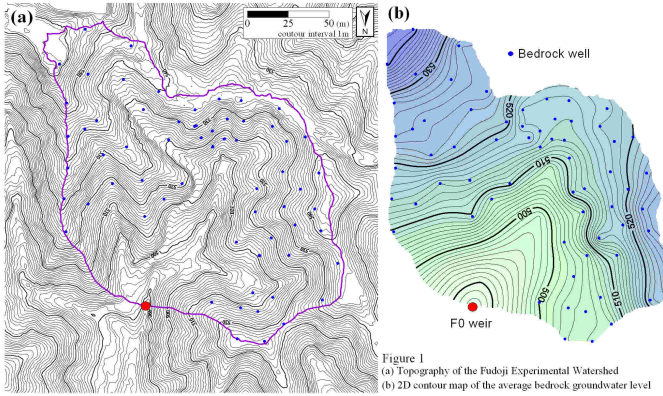 (a)
25 50 (m)
contour interval 1m
N
(b)
Bedrock well
530
520
510
500
500
510
520
F0 weir
Figure 1
(a) Topography of the Fudoji Experimental Watershed
(b) 2D contour map of the average bedrock groundwater level